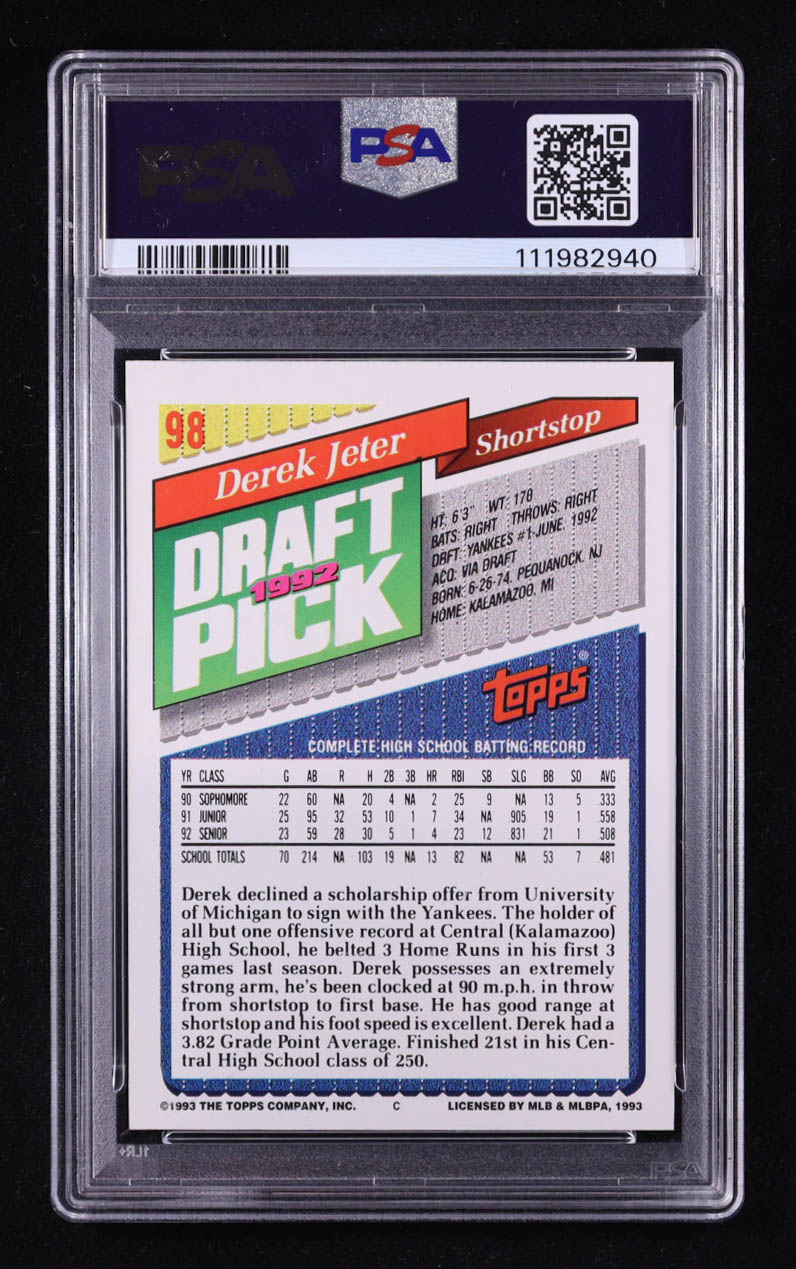 PSA
PSA
111982940
98
Derek Jeter
Shortstop
DRAFT
1992
PICK
HT: 6'3" WT: 178
BATS: RIGHT THROWS: RIGHT
DRFT: YANKEES #1-JUNE, 1992
ACQ: VIA DRAFT
BORN: 6-26-74, PEQUANOCK, NJ
HOME: KALAMAZOO, MI
TOPPS®
COMPLETE HIGH SCHOOL BATTING RECORD
YR CLASS G AB R H 2B 3B HR RBI SB SLG BB SO AVG
90 SOPHOMORE 22 60 NA 20 4 NA 2 25 9 NA 13 5 .333
91 JUNIOR 25 95 32 53 10 1 7 34 NA .905 19 1 .558
92 SENIOR 23 59 28 30 5 1 4 23 12 .831 21 1 .508
SCHOOL TOTALS 70 214 NA 103 19 NA 13 82 NA NA 53 7 .481
Derek declined a scholarship offer from University
of Michigan to sign with the Yankees. The holder of
all but one offensive record at Central (Kalamazoo)
High School, he belted 3 Home Runs in his first 3
games last season. Derek possesses an extremely
strong arm, he's been clocked at 90 m.p.h. in throw
from shortstop to first base. He has good range at
shortstop and his foot speed is excellent. Derek had a
3.82 Grade Point Average. Finished 21st in his Cen-
tral High School class of 250.
©1993 THE TOPPS COMPANY, INC. C LICENSED BY MLB & MLBPA, 1993
PSA